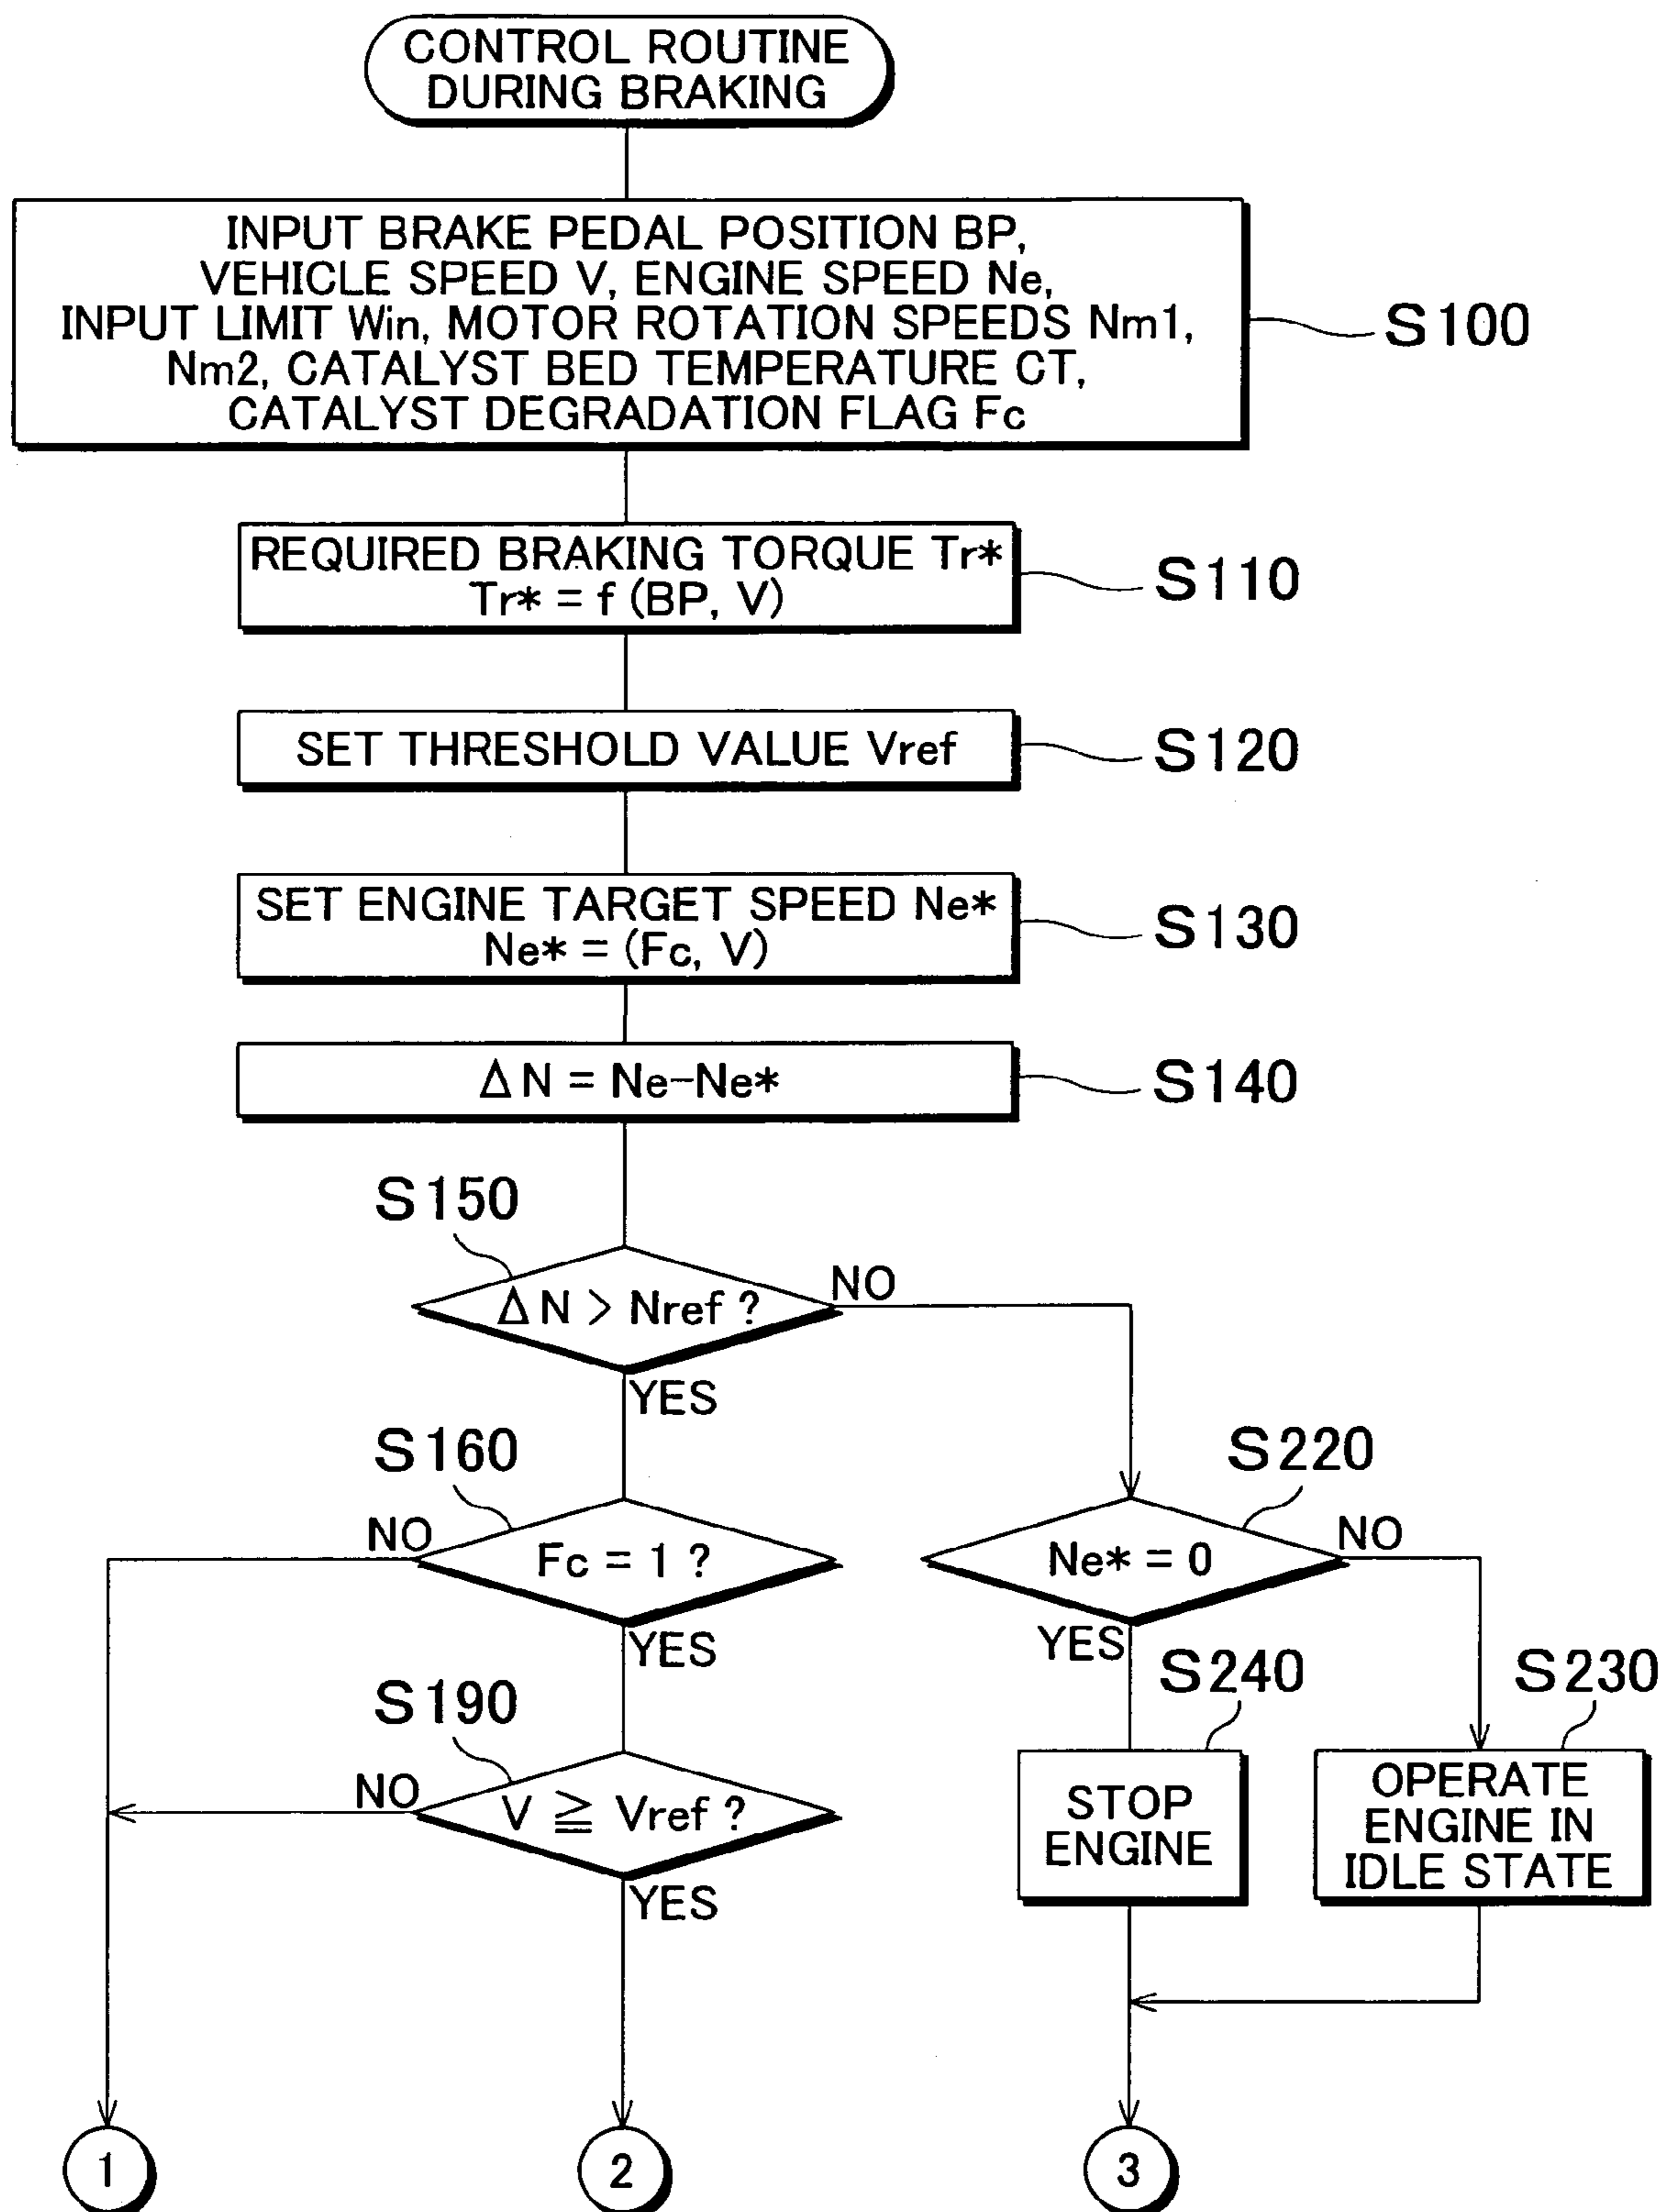 CONTROL ROUTINE
DURING BRAKING
INPUT BRAKE PEDAL POSITION BP,
VEHICLE SPEED V, ENGINE SPEED Ne,
INPUT LIMIT Win, MOTOR ROTATION SPEEDS Nm1,
Nm2, CATALYST BED TEMPERATURE CT,
CATALYST DEGRADATION FLAG Fc
S100
REQUIRED BRAKING TORQUE Tr*
Tr* = f (BP, V)
S110
SET THRESHOLD VALUE Vref
S120
SET ENGINE TARGET SPEED Ne*
Ne* = (Fc, V)
S130
ΔN = Ne-Ne*
S140
S150
ΔN > Nref ?
NO
YES
S160
NO
Fc = 1 ?
YES
S220
Ne* = 0
NO
YES
S190
NO
V ≧ Vref ?
YES
S240
STOP
ENGINE
S230
OPERATE
ENGINE IN
IDLE STATE
1
2
3